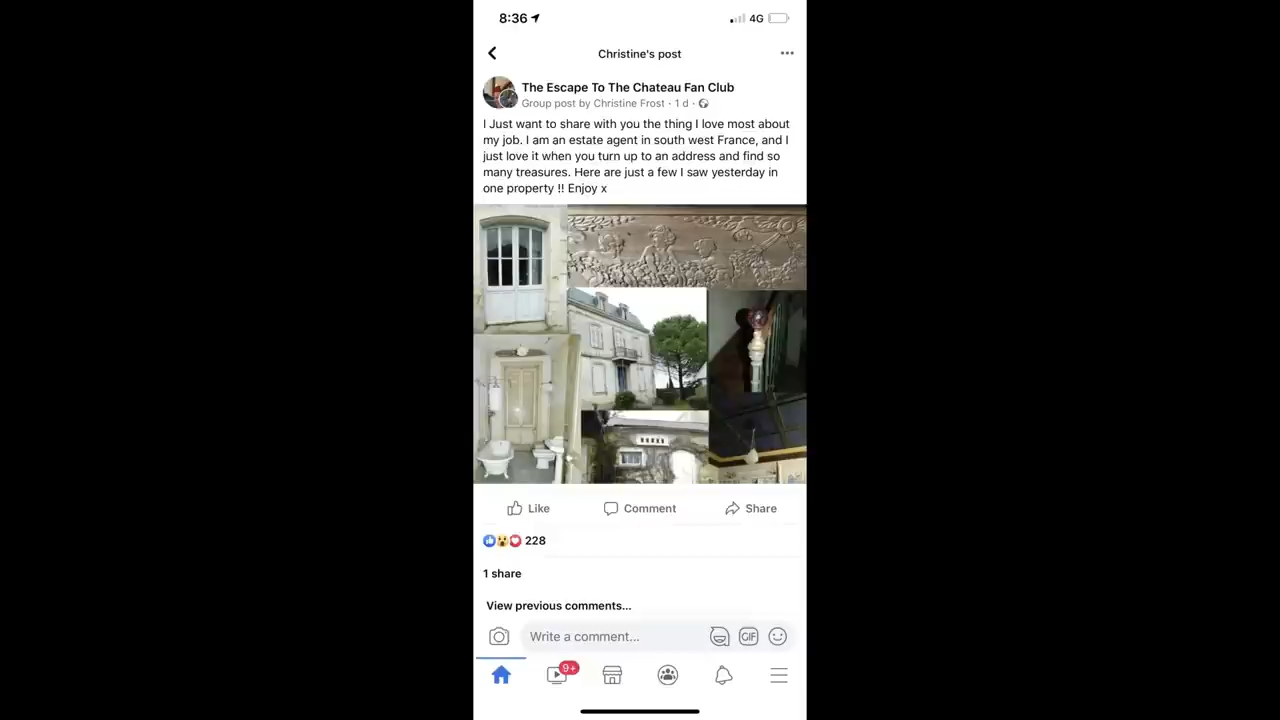 8:36
4G
Christine's post
The Escape To The Chateau Fan Club
Group post by Christine Frost · 1 d ·
I Just want to share with you the thing I love most about
my job. I am an estate agent in south west France, and I
just love it when you turn up to an address and find so
many treasures. Here are just a few I saw yesterday in
one property !! Enjoy x
Like
Comment
Share
228
1 share
View previous comments...
Write a comment...
GIF
9+